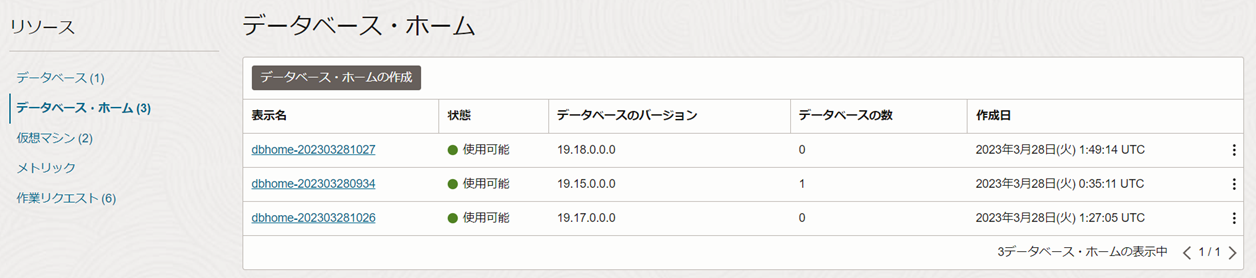 リソース
データベース (1)
データベース・ホーム (3)
仮想マシン (2)
メトリック
作業リクエスト (6)
データベース・ホーム
データベース・ホームの作成
表示名 状態 データベースのバージョン データベースの数 作成日
dbhome-202303281027 使用可能 19.18.0.0.0 0 2023年3月28日(火) 1:49:14 UTC
dbhome-202303280934 使用可能 19.15.0.0.0 1 2023年3月28日(火) 0:35:11 UTC
dbhome-202303281026 使用可能 19.17.0.0.0 0 2023年3月28日(火) 1:27:05 UTC
3データベース・ホームの表示中 1 / 1